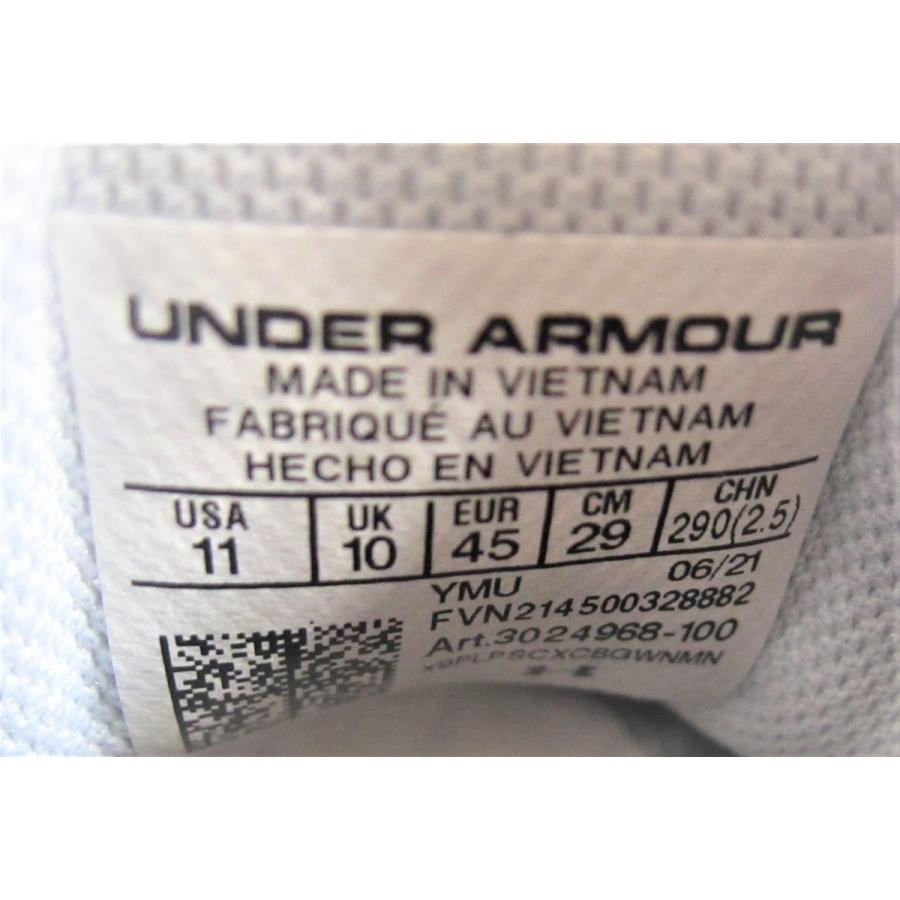 UNDER ARMOUR
MADE IN VIETNAM
FABRIQUÉ AU VIETNAM
HECHO EN VIETNAM
USA UK EUR CM CHN
11 10 45 29 290(2.5)
YMU 06/21
FVN214500328882
Art.3024968-100
x9PLPSCXCBGWNMN